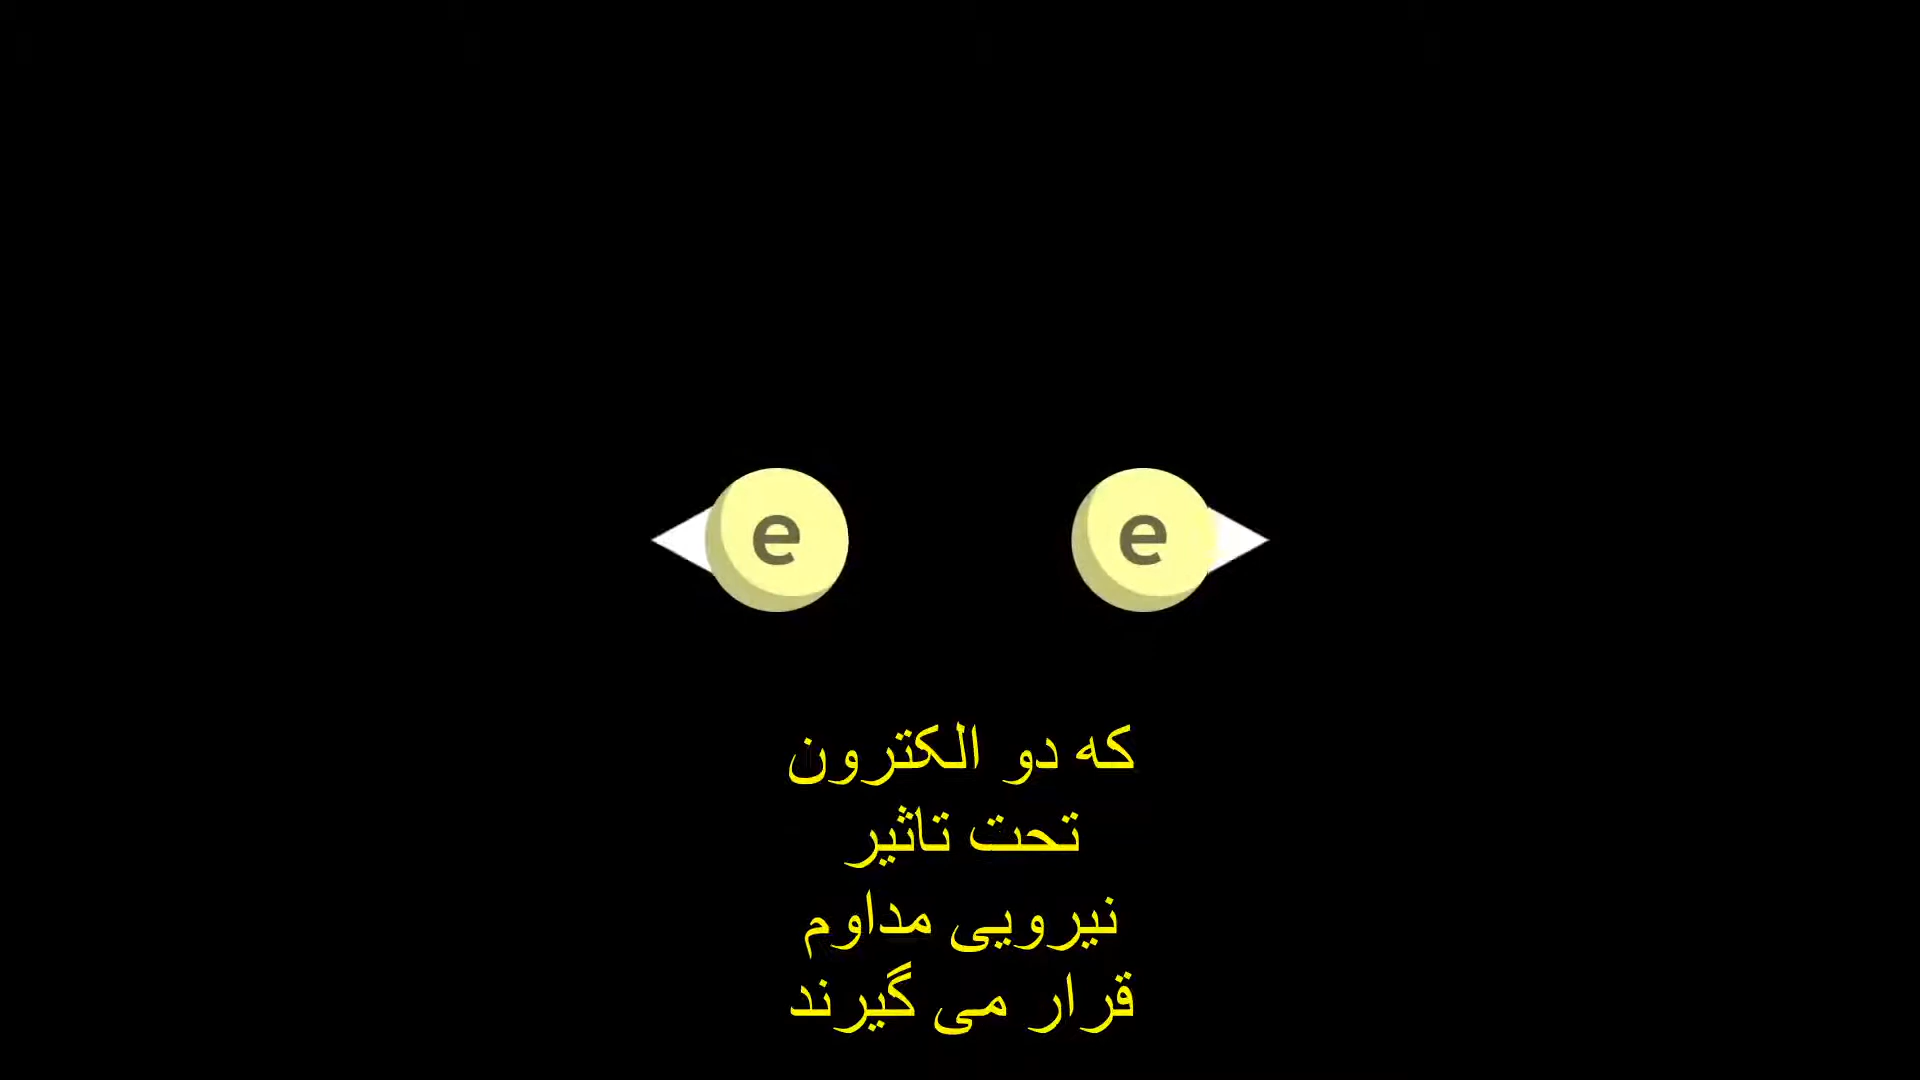 e e
که دو الکترون
تحت تاثیر
نیرویی مداوم
قرار می گیرند